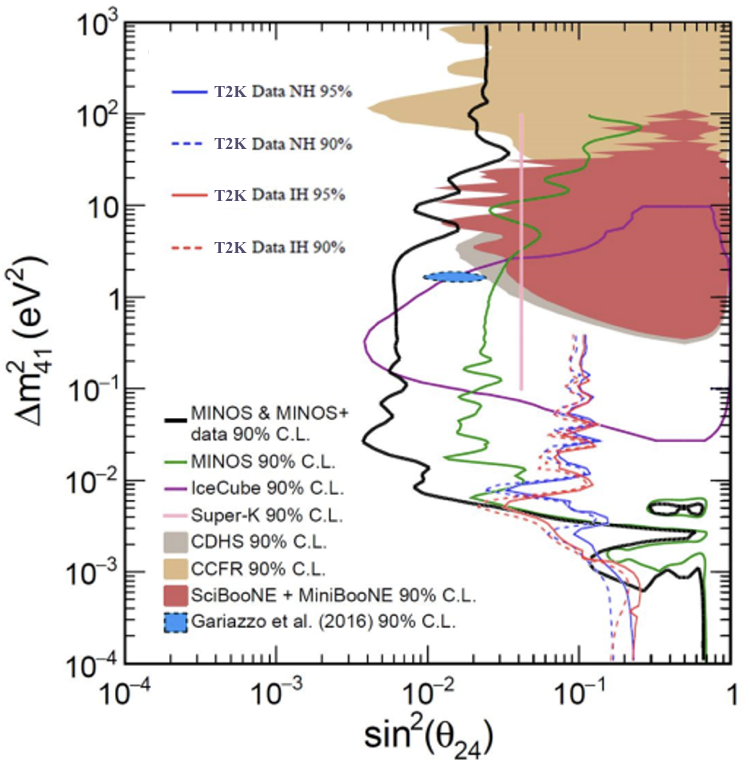 10³
T2K Data NH 95%
10²
T2K Data NH 90%
T2K Data IH 95%
10
T2K Data IH 90%
1
Δm²₄₁ (eV²)
10⁻¹
MINOS & MINOS+
data 90% C.L.
MINOS 90% C.L.
10⁻²
IceCube 90% C.L.
Super-K 90% C.L.
CDHS 90% C.L.
CCFR 90% C.L.
10⁻³
SciBooNE + MiniBooNE 90% C.L.
Gariazzo et al. (2016) 90% C.L.
10⁻⁴
10⁻⁴ 10⁻³ 10⁻² 10⁻¹ 1
sin²(θ₂₄)